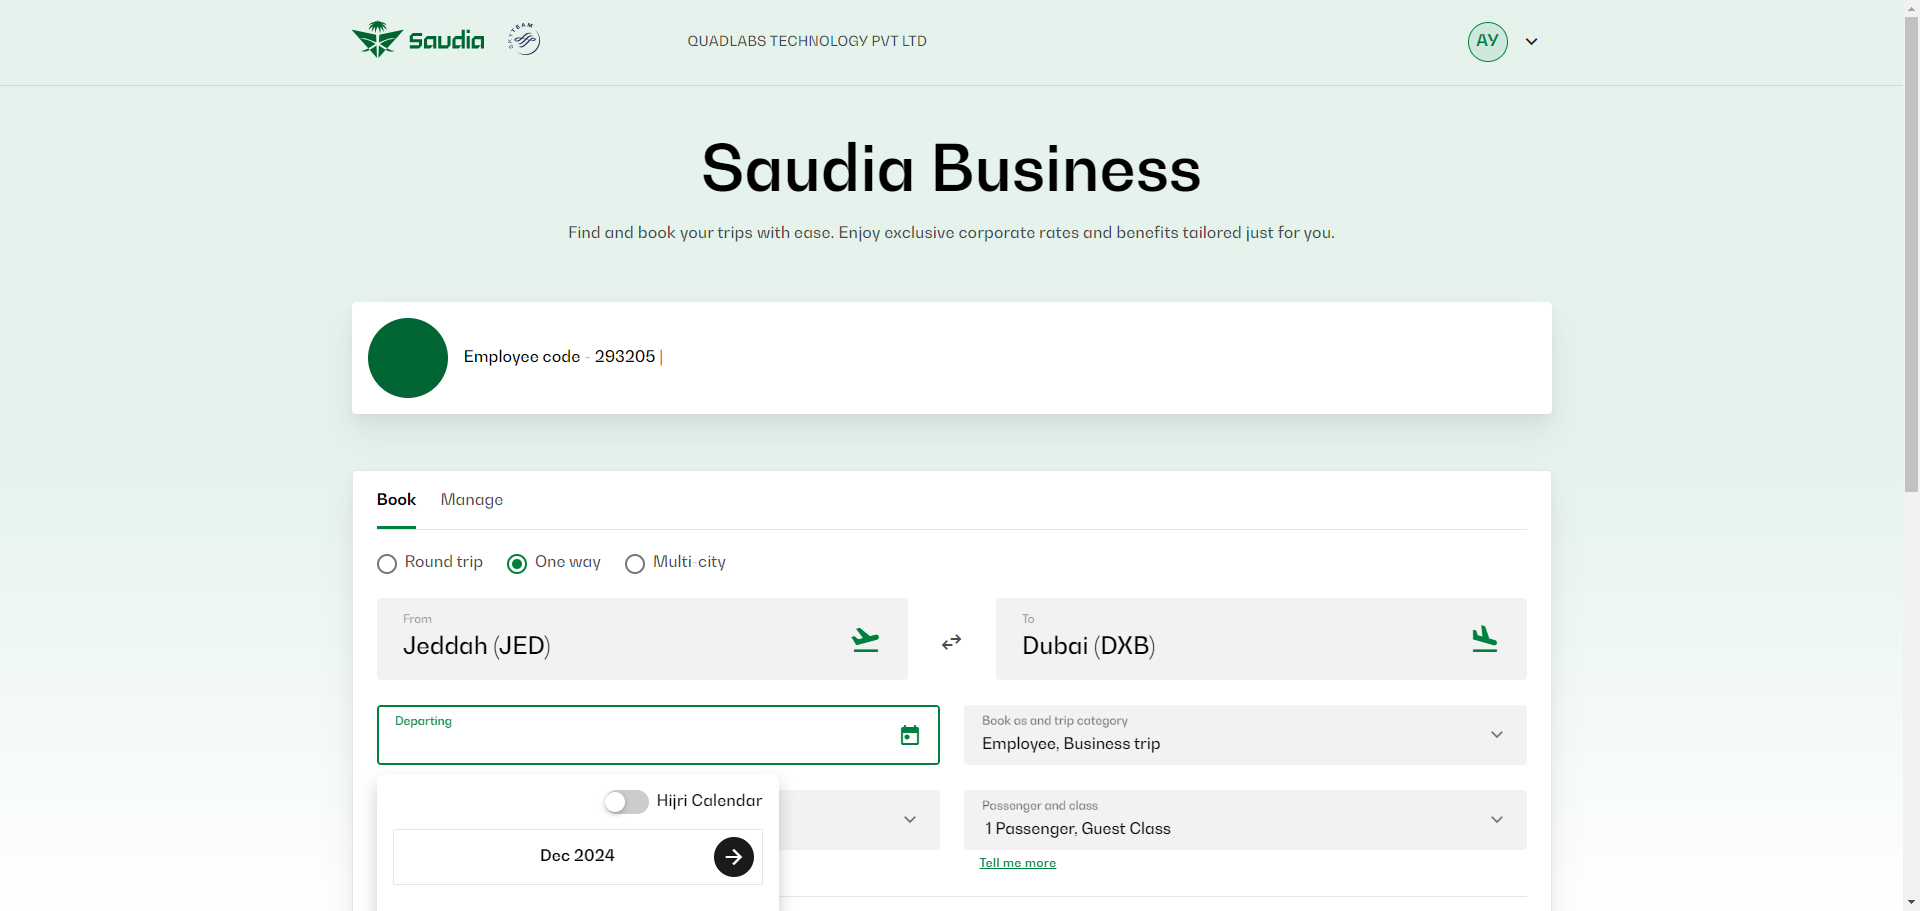 Saudia
SKYTEAM
QUADLABS TECHNOLOGY PVT LTD
AY
Saudia Business
Find and book your trips with ease. Enjoy exclusive corporate rates and benefits tailored just for you.
Employee code - 293205 |
Book Manage
Round trip One way Multi-city
From
Jeddah (JED)
To
Dubai (DXB)
Departing
Book as and trip category
Employee, Business trip
Hijri Calendar
Dec 2024
Passenger and class
1 Passenger, Guest Class
Tell me more